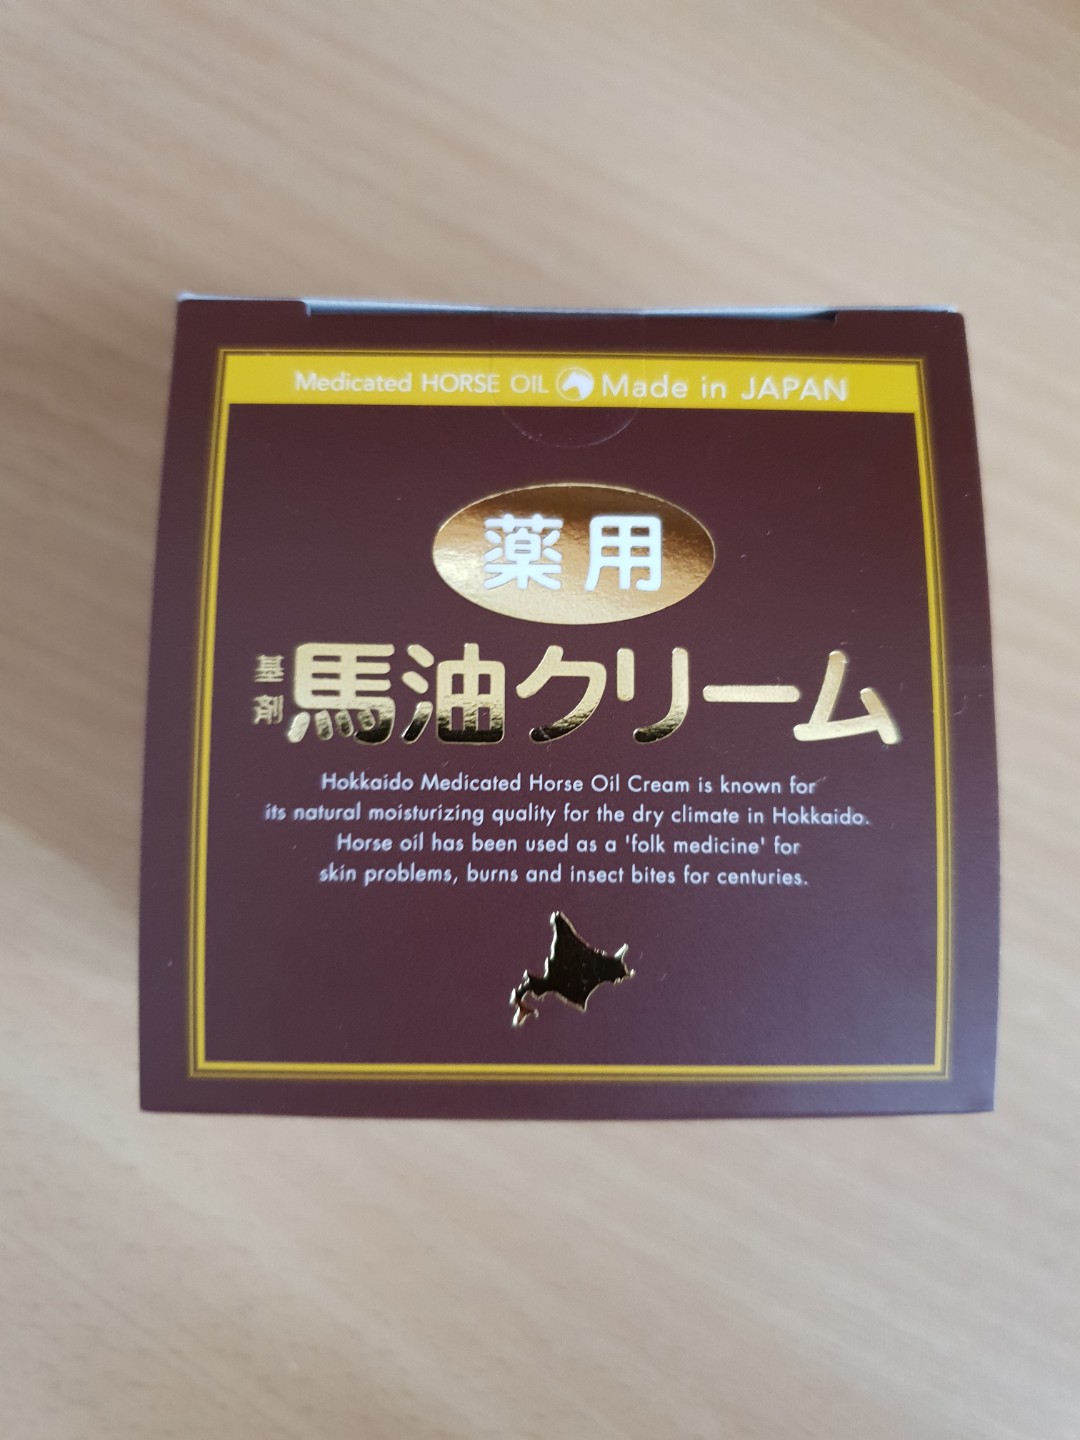 Medicated HORSE OIL Made in JAPAN
薬用
基剤 馬油クリーム
Hokkaido Medicated Horse Oil Cream is known for
its natural moisturizing quality for the dry climate in Hokkaido.
Horse oil has been used as a 'folk medicine' for
skin problems, burns and insect bites for centuries.